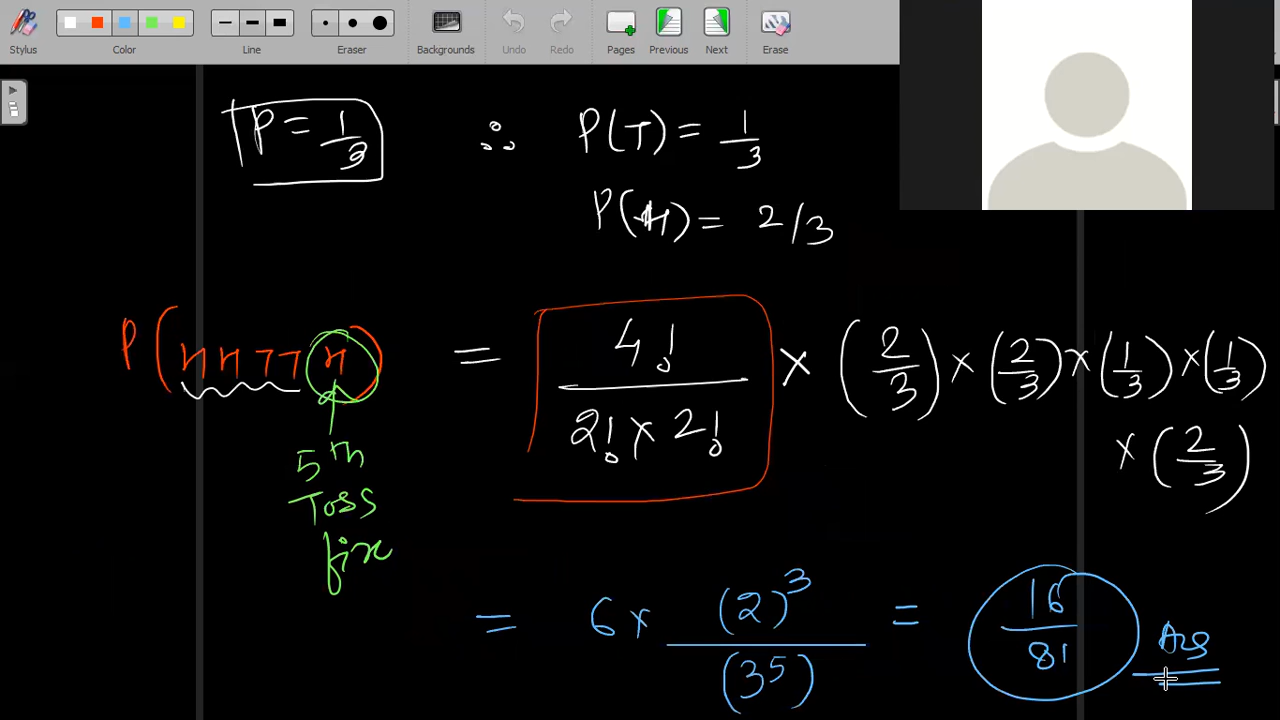 Stylus Color Line Eraser Backgrounds Undo Redo Pages Previous Next Erase
P = 1/3 ∴ P(T) = 1/3
P(H) = 2/3
P(HHTTH) = 4!/(2! × 2!) × (2/3) × (2/3) × (1/3) × (1/3)
× (2/3)
5th
Toss
fix
= 6 × (2)^3/(3^5) = 16/81 Ans